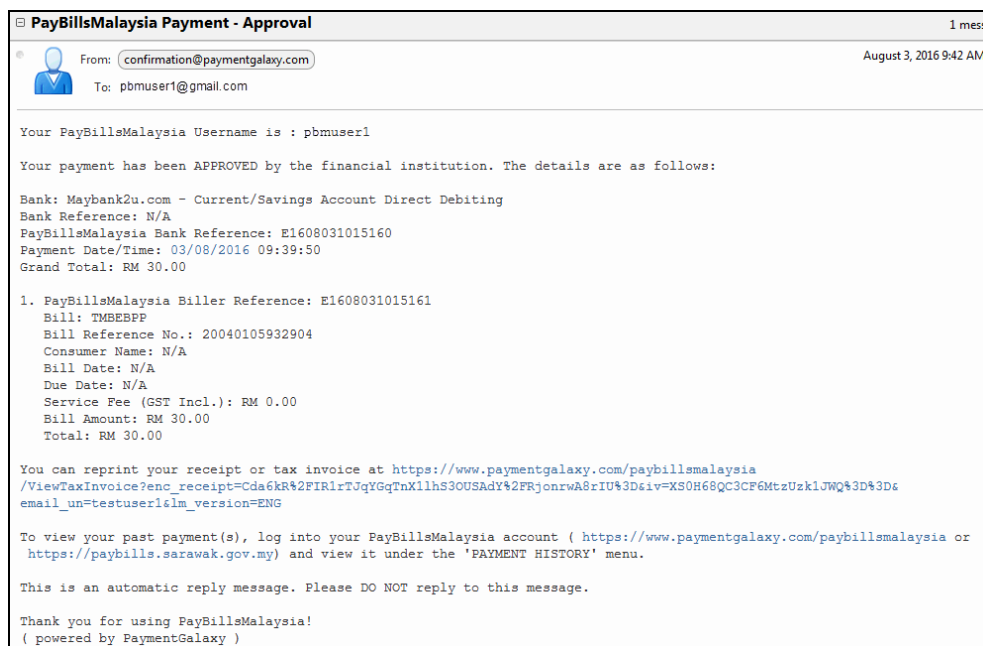 PayBillsMalaysia Payment - Approval
1 mess
From: confirmation@paymentgalaxy.com
August 3, 2016 9:42 AM
To: pbmuser1@gmail.com
Your PayBillsMalaysia Username is : pbmuser1
Your payment has been APPROVED by the financial institution. The details are as follows:
Bank: Maybank2u.com - Current/Savings Account Direct Debiting
Bank Reference: N/A
PayBillsMalaysia Bank Reference: E1608031015160
Payment Date/Time: 03/08/2016 09:39:50
Grand Total: RM 30.00
1. PayBillsMalaysia Biller Reference: E1608031015161
Bill: TMBEBPP
Bill Reference No.: 20040105932904
Consumer Name: N/A
Bill Date: N/A
Due Date: N/A
Service Fee (GST Incl.): RM 0.00
Bill Amount: RM 30.00
Total: RM 30.00
You can reprint your receipt or tax invoice at https://www.paymentgalaxy.com/paybillsmalaysia
/ViewTaxInvoice?enc_receipt=Cda6kR%2FIR1rTJqYGqTnX1lhS3OUSAdY%2FRjonrwA8rIU%3D&iv=XS0H68QC3CF6MtzUzk1JWQ%3D%3D&
email_un=testuser1&lm_version=ENG
To view your past payment(s), log into your PayBillsMalaysia account ( https://www.paymentgalaxy.com/paybillsmalaysia or
https://paybills.sarawak.gov.my) and view it under the 'PAYMENT HISTORY' menu.
This is an automatic reply message. Please DO NOT reply to this message.
Thank you for using PayBillsMalaysia!
( powered by PaymentGalaxy )